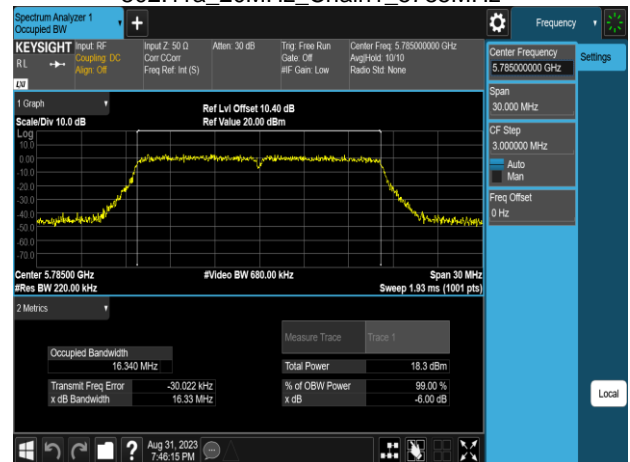 Spectrum Analyzer 1
Occupied BW
Frequency
KEYSIGHT
RL
LXI
Input: RF
Coupling: DC
Align: Off
Input Z: 50 Ω
Corr CCorr
Freq Ref: Int (S)
Atten: 30 dB
Trig: Free Run
Gate: Off
#IF Gain: Low
Center Freq: 5.785000000 GHz
Avg|Hold: 10/10
Radio Std: None
Center Frequency
5.785000000 GHz
Settings
Span
30.000 MHz
CF Step
3.000000 MHz
Auto
Man
Freq Offset
0 Hz
Local
1 Graph
Scale/Div 10.0 dB
Ref Lvl Offset 10.40 dB
Ref Value 20.00 dBm
Log
10.0
0.00
-10.0
-20.0
-30.0
-40.0
-50.0
-60.0
-70.0
Center 5.78500 GHz
#Video BW 680.00 kHz
Span 30 MHz
#Res BW 220.00 kHz
Sweep 1.93 ms (1001 pts)
2 Metrics
Measure Trace
Trace 1
Occupied Bandwidth
16.340 MHz
Total Power
18.3 dBm
Transmit Freq Error
-30.022 kHz
% of OBW Power
99.00 %
x dB Bandwidth
16.33 MHz
x dB
-6.00 dB
?
Aug 31, 2023
7:46:15 PM